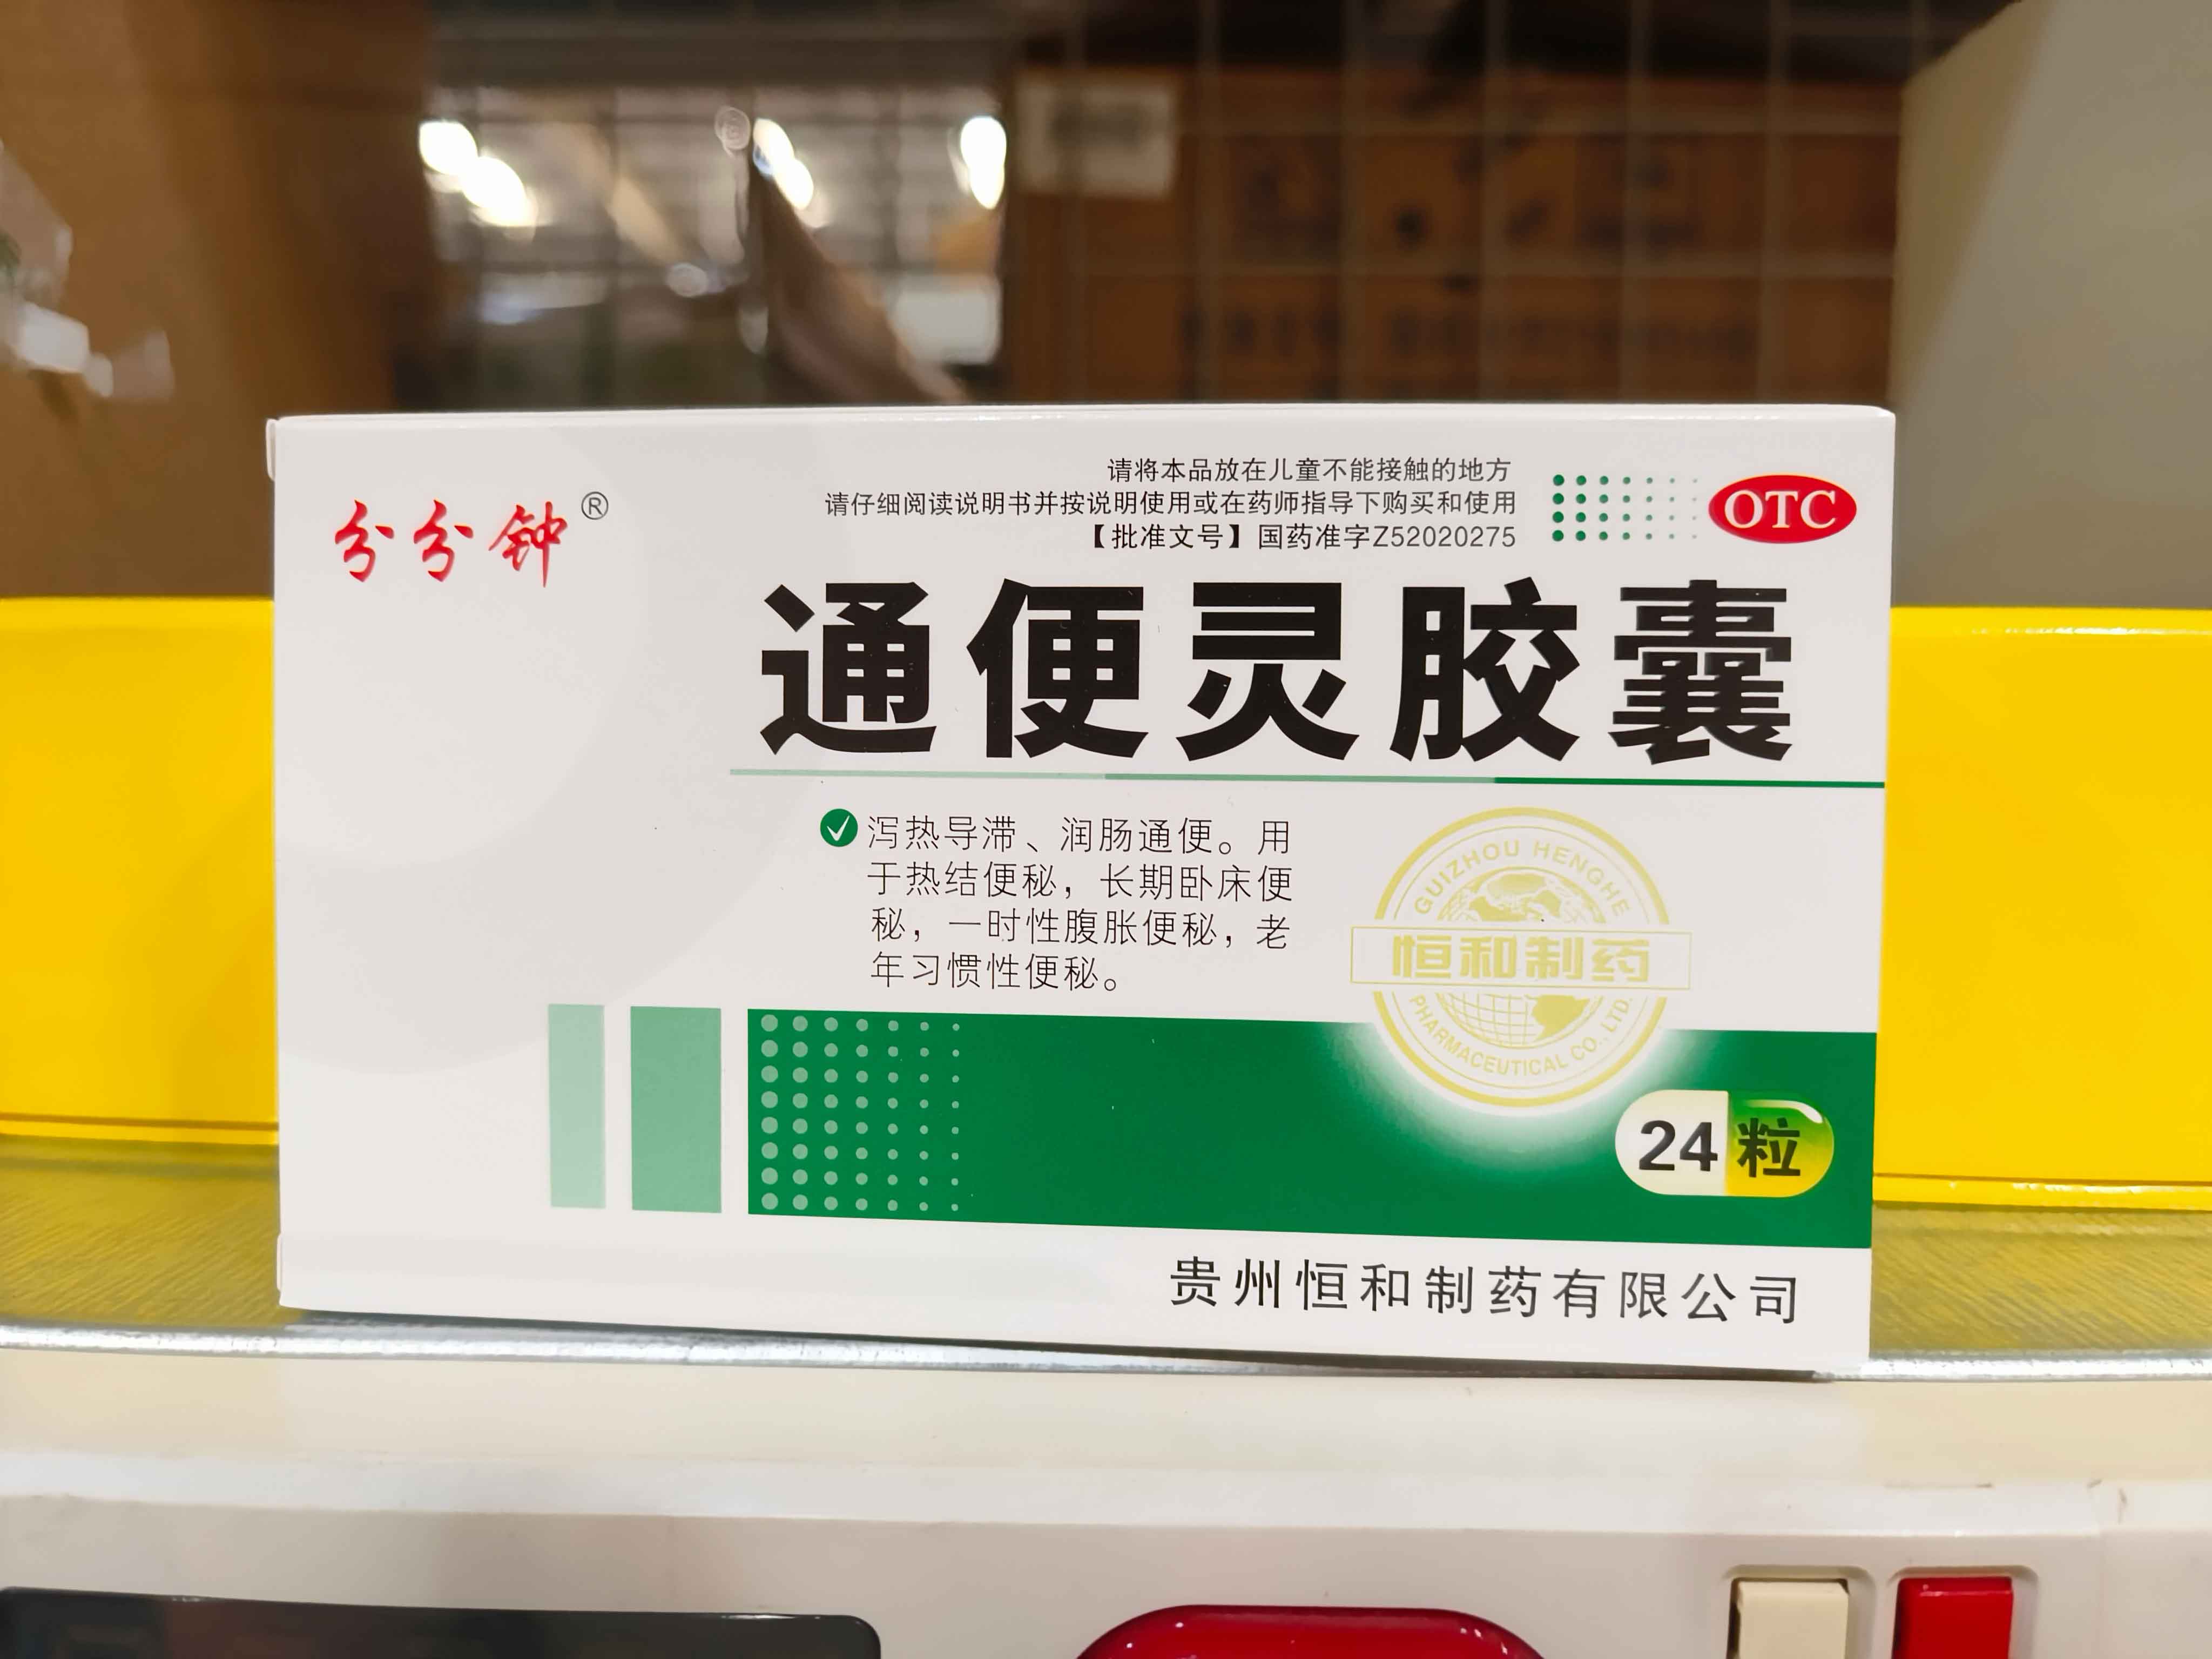 分分钟®
请将本品放在儿童不能接触的地方
请仔细阅读说明书并按说明使用或在药师指导下购买和使用
【批准文号】国药准字Z52020275
OTC
通便灵胶囊
泻热导滞、润肠通便。用
于热结便秘，长期卧床便
秘，一时性腹胀便秘，老
年习惯性便秘。
GUIZHOU HENGHE
恒和制药
PHARMACEUTICAL CO.,LTD.
24粒
贵州恒和制药有限公司